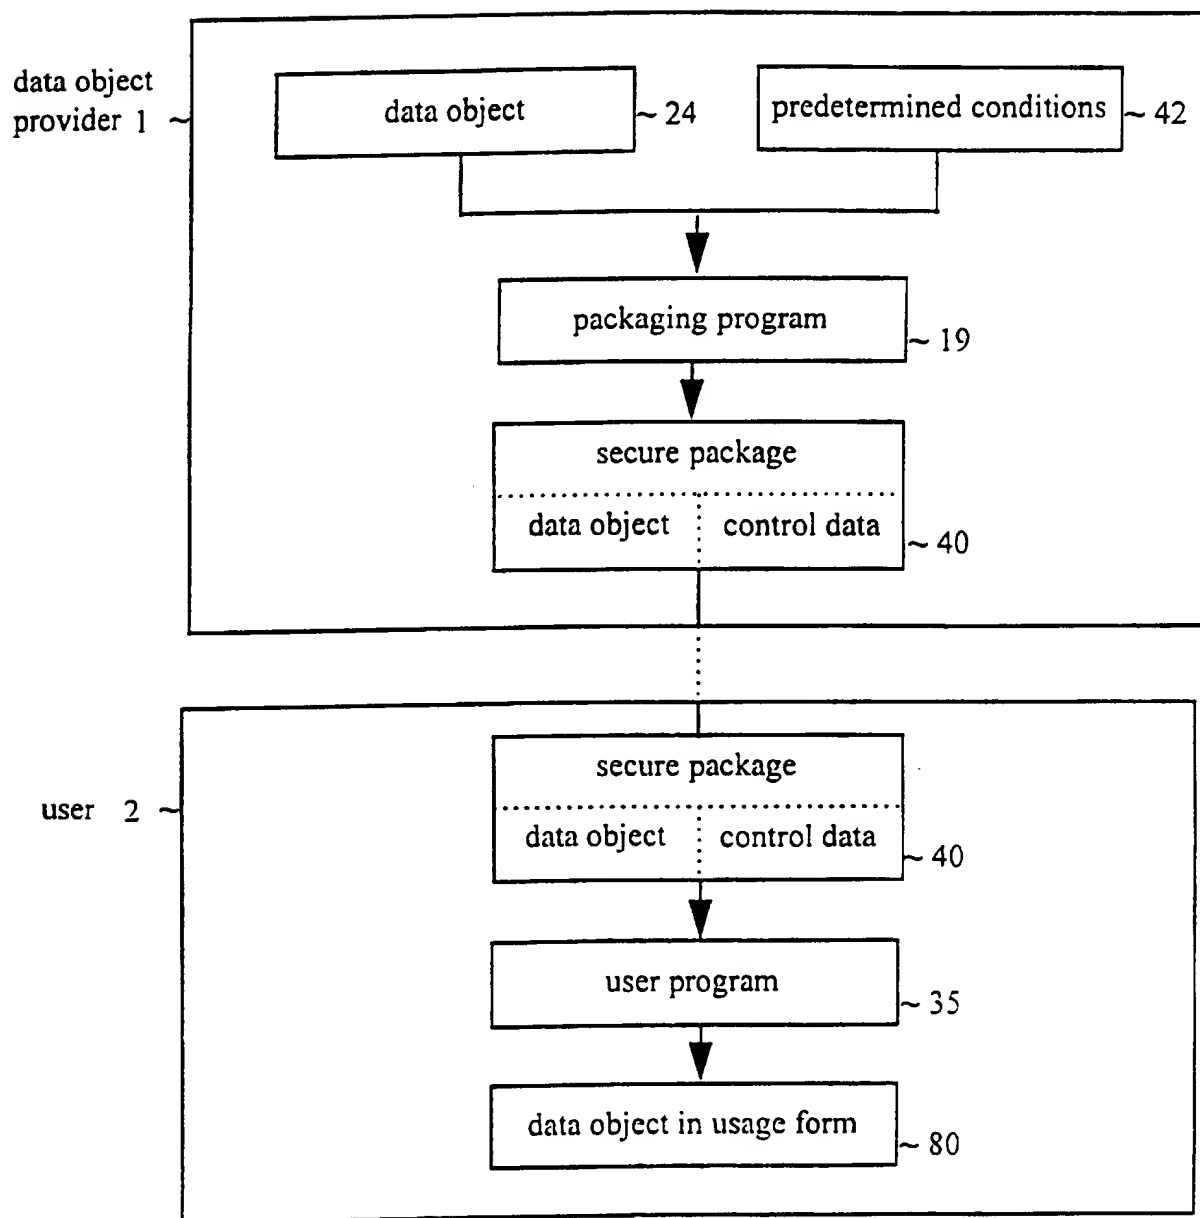 data object
provider 1 ~
data object
~ 24
predetermined conditions
~ 42
packaging program
~ 19
secure package
data object
control data
~ 40
user 2 ~
secure package
data object
control data
~ 40
user program
~ 35
data object in usage form
~ 80